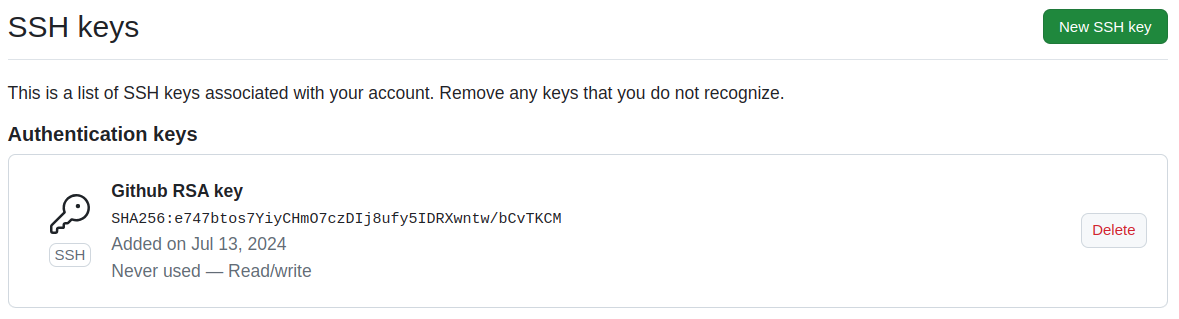 SSH keys
New SSH key
This is a list of SSH keys associated with your account. Remove any keys that you do not recognize.
Authentication keys
Github RSA key
SHA256:e747btos7YiyCHmO7czDIj8ufy5IDRXwntw/bCvTKCM
SSH
Added on Jul 13, 2024
Never used — Read/write
Delete